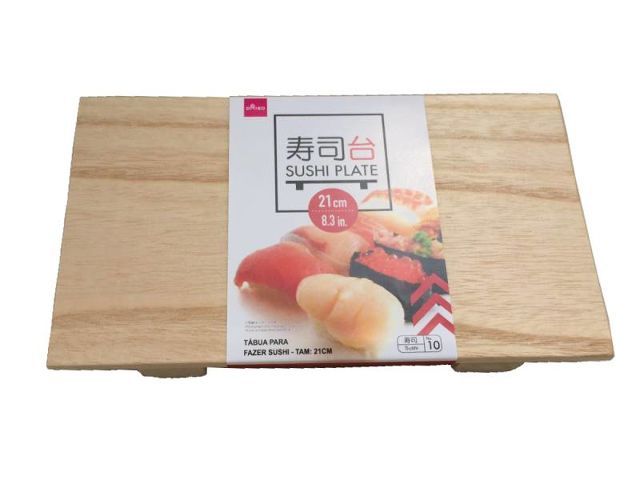 DAISO
寿司台
SUSHI PLATE
21cm
8.3 in.
TÁBUA PARA
FAZER SUSHI - TAM: 21CM
寿司
Sushi
No.
10